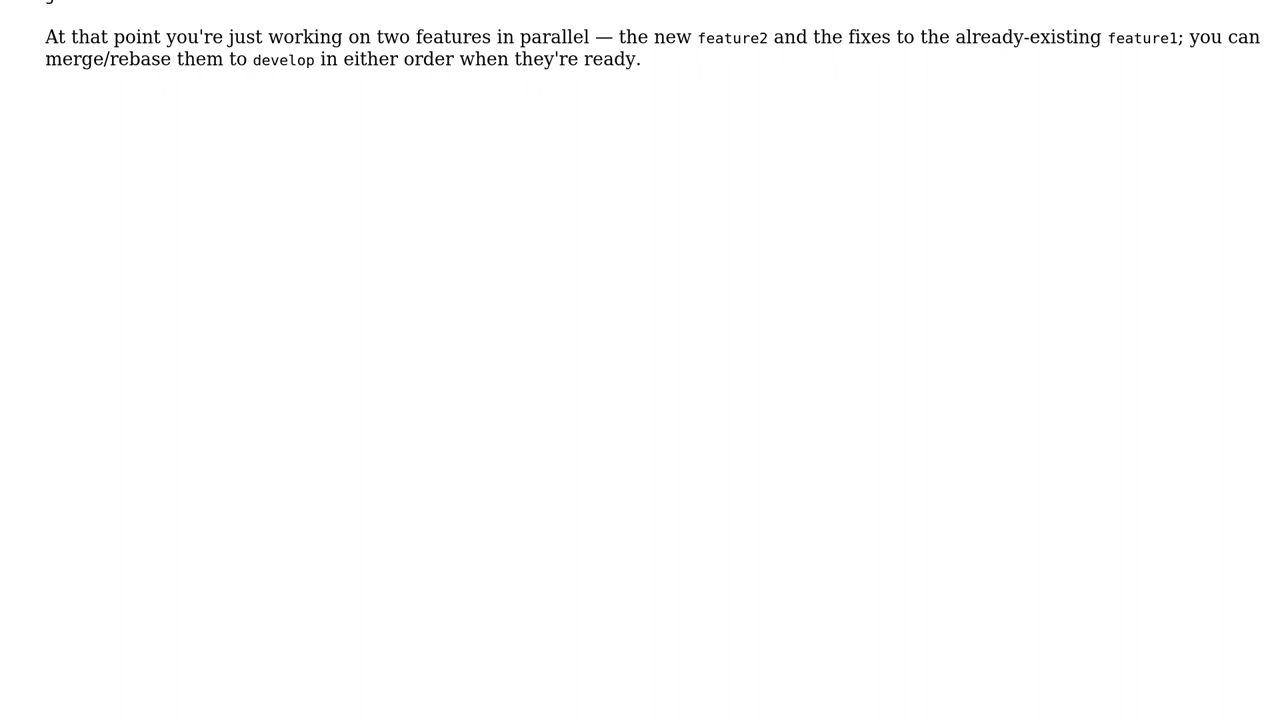 At that point you're just working on two features in parallel — the new feature2 and the fixes to the already-existing feature1; you can
merge/rebase them to develop in either order when they're ready.